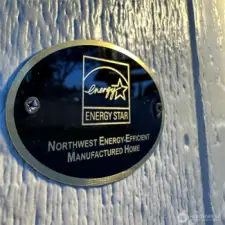 energy
ENERGY STAR
NORTHWEST ENERGY-EFFICIENT
MANUFACTURED HOME